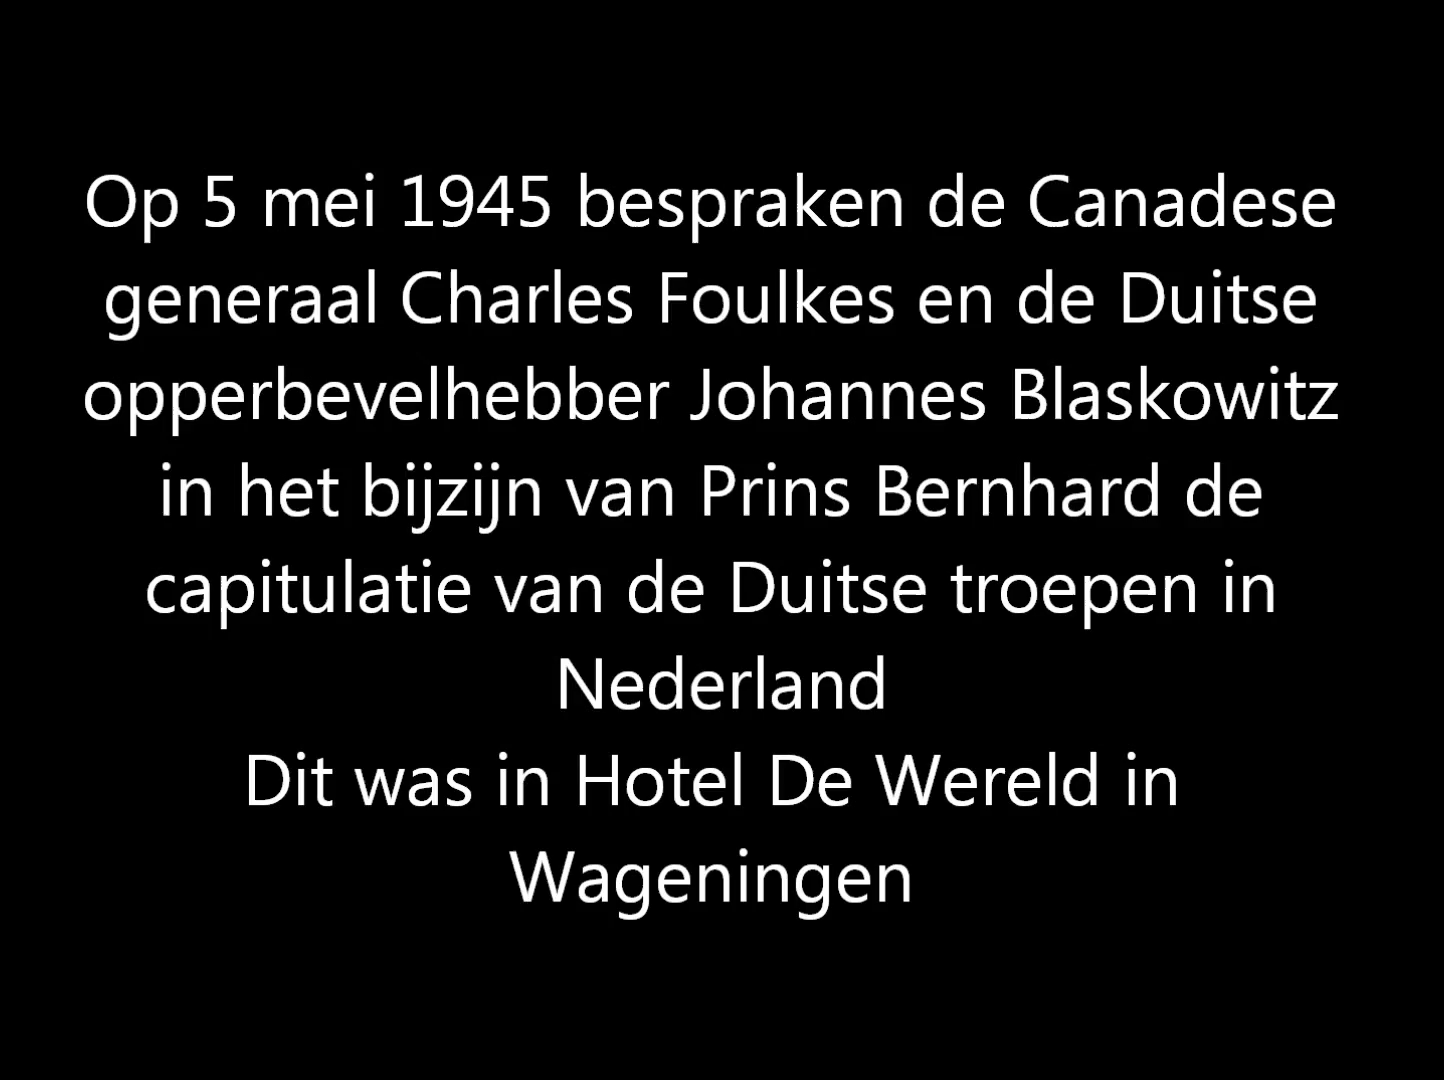 Op 5 mei 1945 bespraken de Canadese
generaal Charles Foulkes en de Duitse
opperbevelhebber Johannes Blaskowitz
in het bijzijn van Prins Bernhard de
capitulatie van de Duitse troepen in
Nederland
Dit was in Hotel De Wereld in
Wageningen